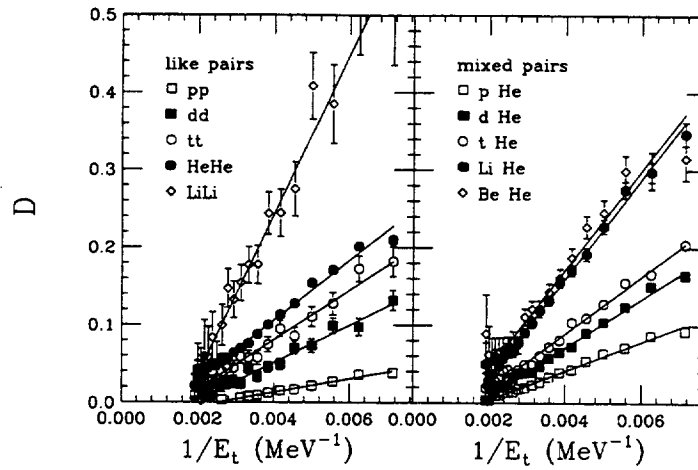 0.5
0.4
0.3
0.2
0.1
0.0
D
like pairs
pp
dd
tt
HeHe
LiLi
mixed pairs
p He
d He
t He
Li He
Be He
0.000 0.002 0.004 0.006 0.000 0.002 0.004 0.006
1/Eₜ (MeV⁻¹) 1/Eₜ (MeV⁻¹)